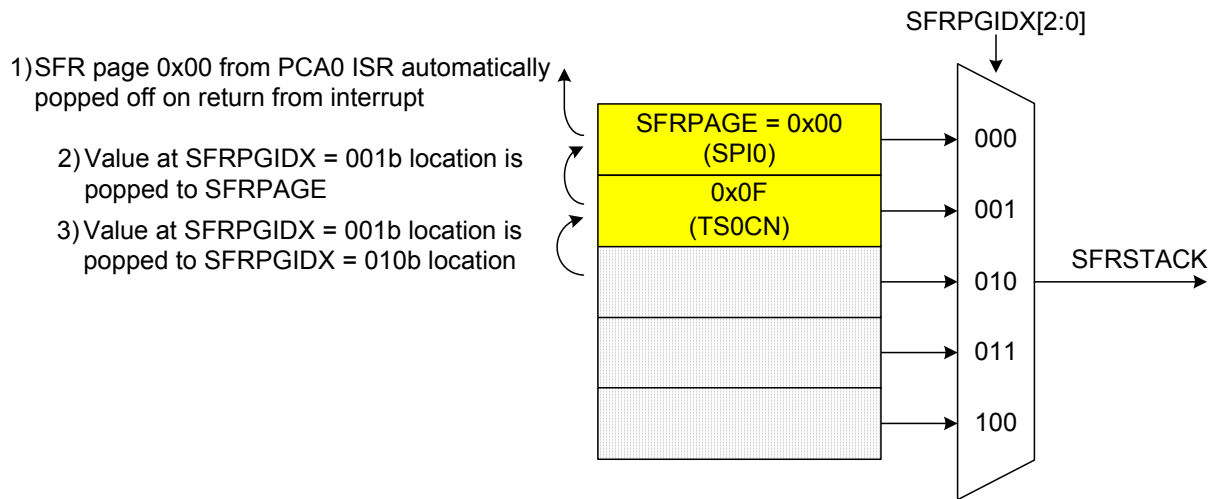 SFRPGIDX[2:0]
1) SFR page 0x00 from PCA0 ISR automatically
popped off on return from interrupt
2) Value at SFRPGIDX = 001b location is
popped to SFRPAGE
3) Value at SFRPGIDX = 001b location is
popped to SFRPGIDX = 010b location
SFRPAGE = 0x00
(SPI0)
0x0F
(TS0CN)
000
001
010
011
100
SFRSTACK